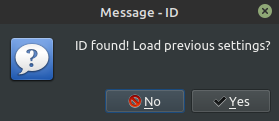 Message - ID
ID found! Load previous settings?
No
Yes